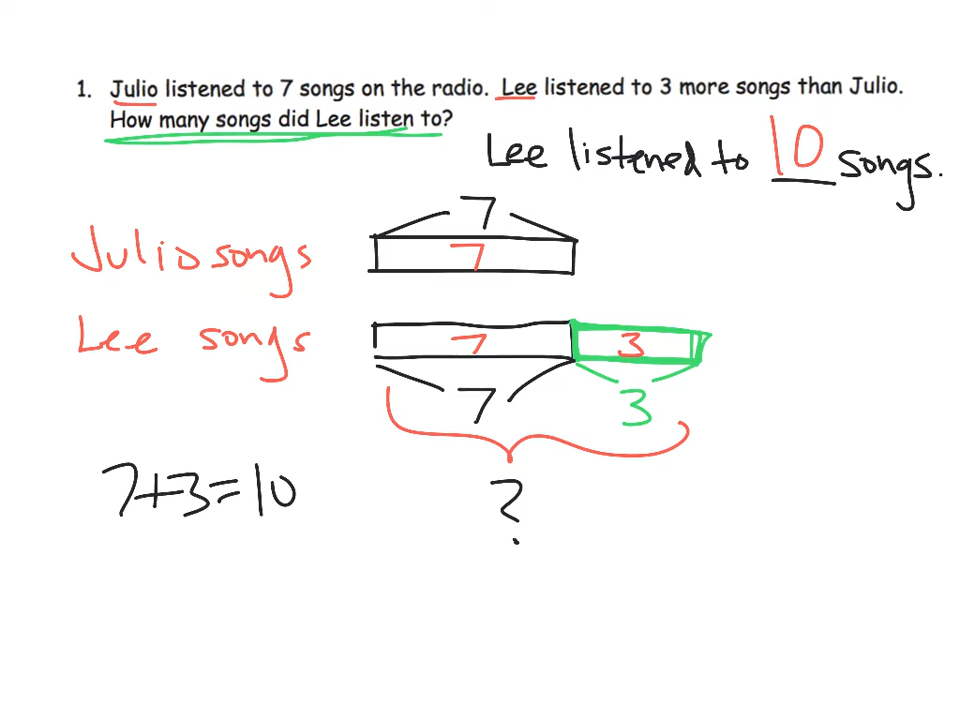 1. Julio listened to 7 songs on the radio. Lee listened to 3 more songs than Julio.
How many songs did Lee listen to?
Lee listened to 10 songs.
7
Julio songs 7
Lee songs 7 3
7 3
7+3=10 ?